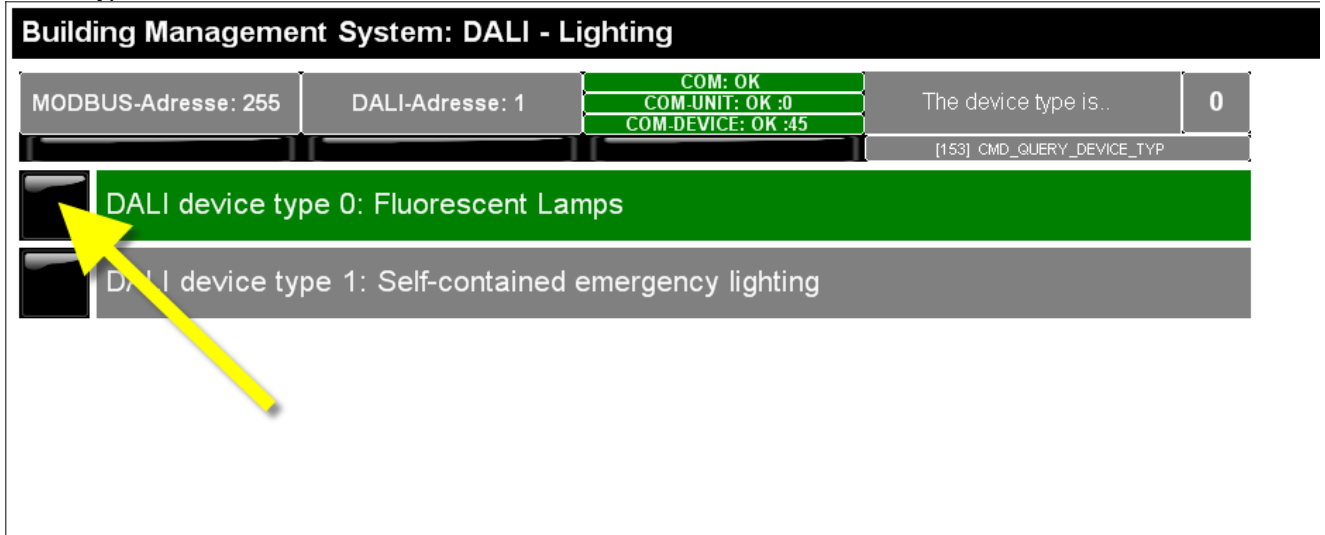 Building Management System: DALI - Lighting
MODBUS-Adresse: 255
DALI-Adresse: 1
COM: OK
COM-UNIT: OK :0
COM-DEVICE: OK :45
The device type is..
0
[153] CMD_QUERY_DEVICE_TYP
DALI device type 0: Fluorescent Lamps
DALI device type 1: Self-contained emergency lighting